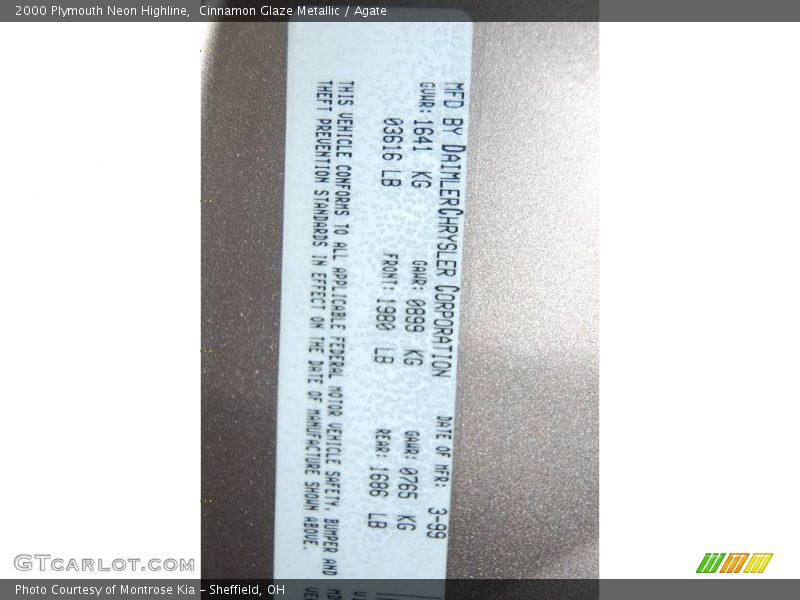 2000 Plymouth Neon Highline,  Cinnamon Glaze Metallic / Agate
MFD BY DAIMLERCHRYSLER CORPORATION DATE OF MFR: 3-99
GVWR: 1641 KG GAWR: 0899 KG GAWR: 0765 KG
03616 LB FRONT: 1980 LB REAR: 1686 LB
THIS VEHICLE CONFORMS TO ALL APPLICABLE FEDERAL MOTOR VEHICLE SAFETY, BUMPER AND
THEFT PREVENTION STANDARDS IN EFFECT ON THE DATE OF MANUFACTURE SHOWN ABOVE.
GTCARLOT.COM
Photo Courtesy of Montrose Kia – Sheffield, OH